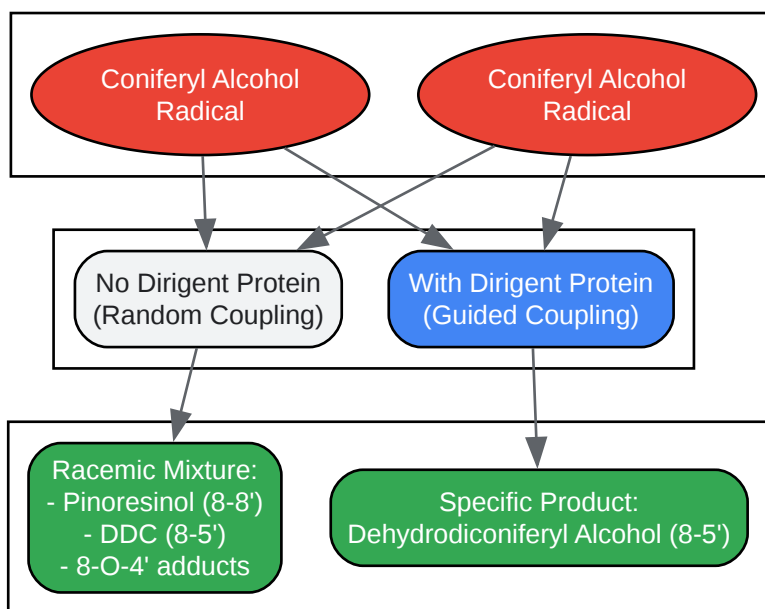 Coniferyl Alcohol
Radical
Coniferyl Alcohol
Radical
No Dirigent Protein
(Random Coupling)
With Dirigent Protein
(Guided Coupling)
Racemic Mixture:
- Pinoresinol (8-8')
- DDC (8-5')
- 8-O-4' adducts
Specific Product:
Dehydrodiconiferyl Alcohol (8-5')